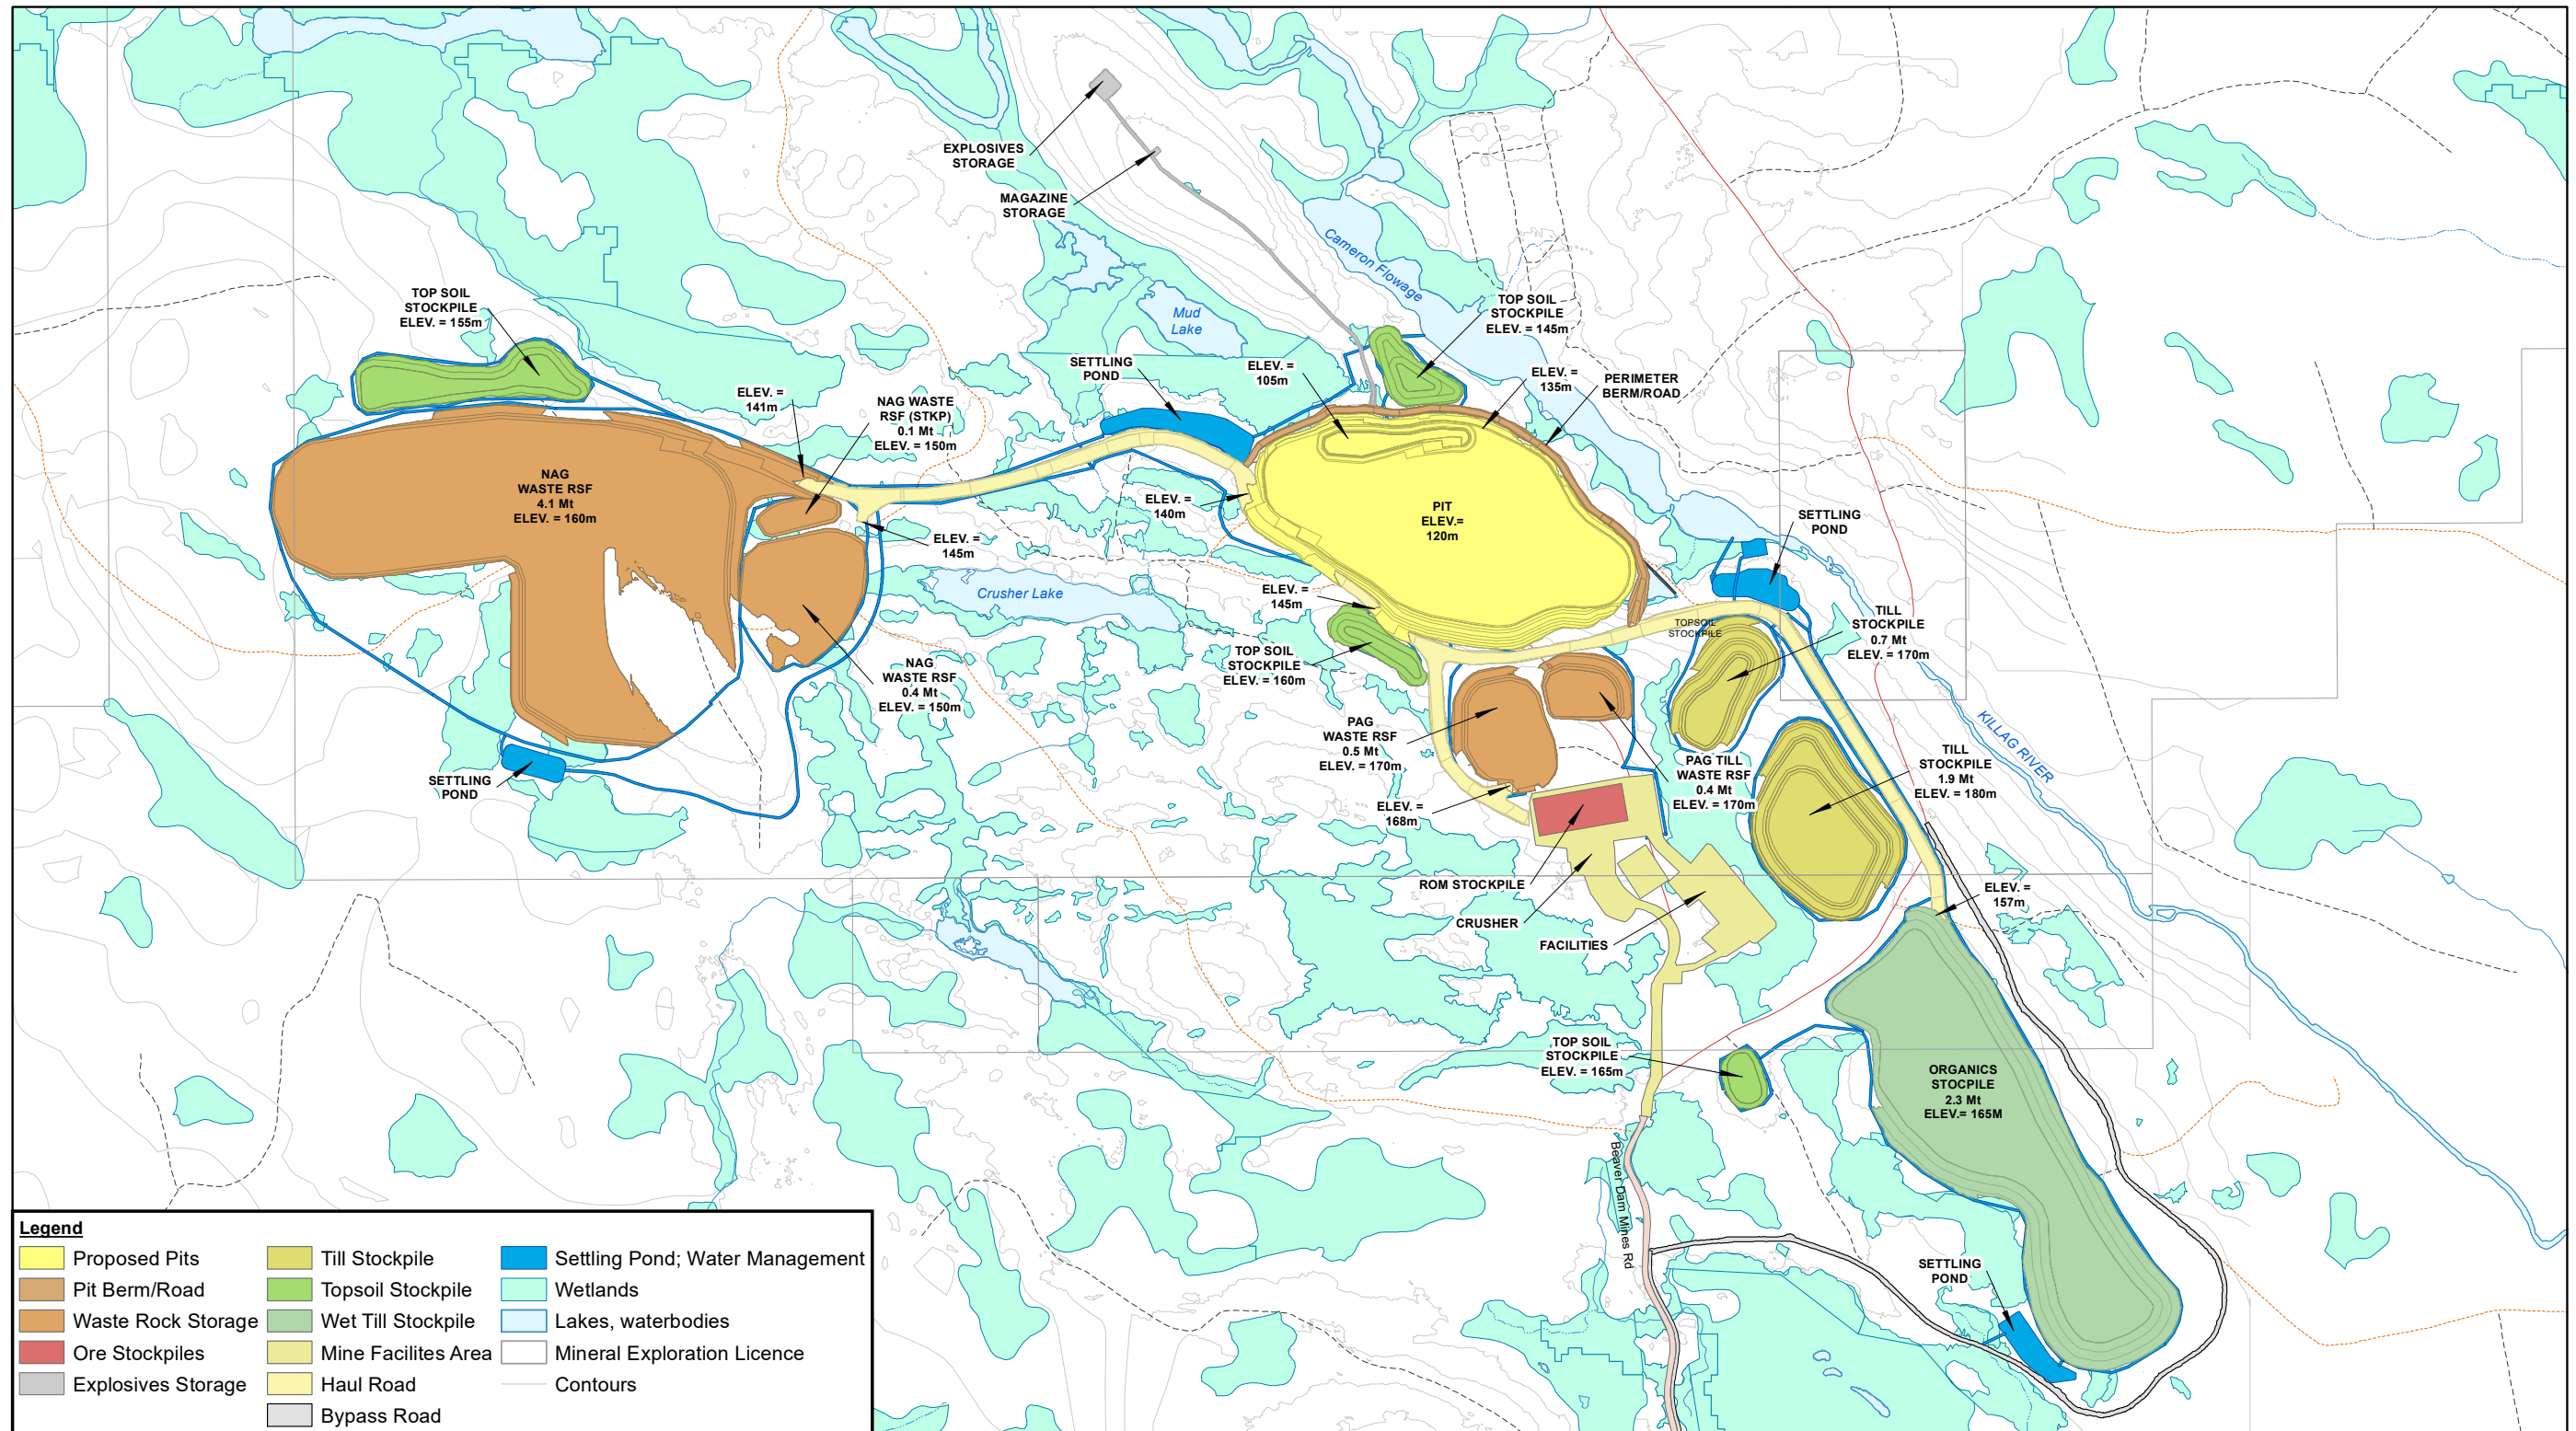 EXPLOSIVES
STORAGE
MAGAZINE
STORAGE
Cameron Flowage
Mud
Lake
TOP SOIL
STOCKPILE
ELEV. = 155m
TOP SOIL
STOCKPILE
ELEV. = 145m
SETTLING
POND
ELEV. =
105m
ELEV. =
135m
PERIMETER
BERM/ROAD
ELEV. =
141m
NAG WASTE
RSF (STKP)
0.1 Mt
ELEV. = 150m
NAG
WASTE RSF
4.1 Mt
ELEV. = 160m
ELEV. =
140m
PIT
ELEV.=
120m
SETTLING
POND
ELEV. =
145m
Crusher Lake
ELEV. =
145m
TOPSOIL
STOCKPILE
TILL
STOCKPILE
0.7 Mt
ELEV. = 170m
TOP SOIL
STOCKPILE
ELEV. = 160m
NAG
WASTE RSF
0.4 Mt
ELEV. = 150m
KILLAG RIVER
PAG
WASTE RSF
0.5 Mt
ELEV. = 170m
PAG TILL
WASTE RSF
0.4 Mt
ELEV. = 170m
TILL
STOCKPILE
1.9 Mt
ELEV. = 180m
SETTLING
POND
ELEV. =
168m
ROM STOCKPILE
CRUSHER
FACILITIES
ELEV. =
157m
TOP SOIL
STOCKPILE
ELEV. = 165m
ORGANICS
STOCPILE
2.3 Mt
ELEV.= 165M
Beaver Dam Mines Rd
SETTLING
POND
Legend
Proposed Pits
Pit Berm/Road
Waste Rock Storage
Ore Stockpiles
Explosives Storage
Till Stockpile
Topsoil Stockpile
Wet Till Stockpile
Mine Facilites Area
Haul Road
Bypass Road
Settling Pond; Water Management
Wetlands
Lakes, waterbodies
Mineral Exploration Licence
Contours